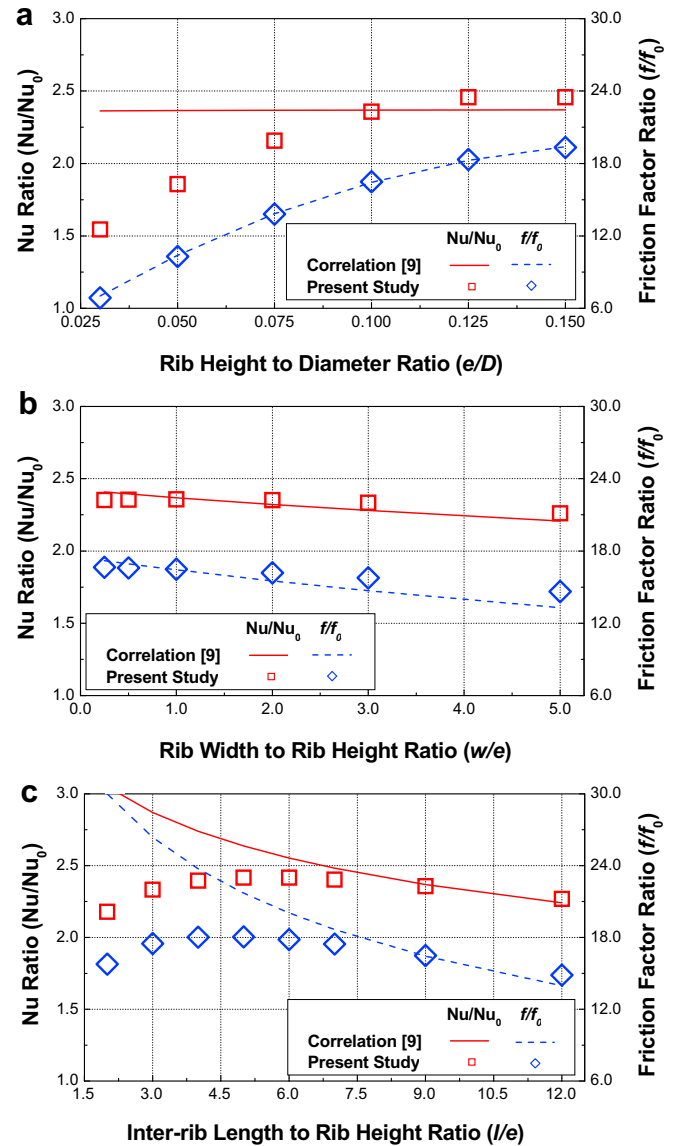 a
3.0
2.5
2.0
1.5
1.0
Nu Ratio (Nu/Nu₀)
30.0
24.0
18.0
12.0
6.0
Friction Factor Ratio (f/f₀)
Nu/Nu₀ f/f₀
Correlation [9]
Present Study
0.025 0.050 0.075 0.100 0.125 0.150
Rib Height to Diameter Ratio (e/D)
b
3.0
2.5
2.0
1.5
1.0
Nu Ratio (Nu/Nu₀)
30.0
24.0
18.0
12.0
6.0
Friction Factor Ratio (f/f₀)
Nu/Nu₀ f/f₀
Correlation [9]
Present Study
0.0 1.0 2.0 3.0 4.0 5.0
Rib Width to Rib Height Ratio (w/e)
c
3.0
2.5
2.0
1.5
1.0
Nu Ratio (Nu/Nu₀)
30.0
24.0
18.0
12.0
6.0
Friction Factor Ratio (f/f₀)
Nu/Nu₀ f/f₀
Correlation [9]
Present Study
1.5 3.0 4.5 6.0 7.5 9.0 10.5 12.0
Inter-rib Length to Rib Height Ratio (l/e)